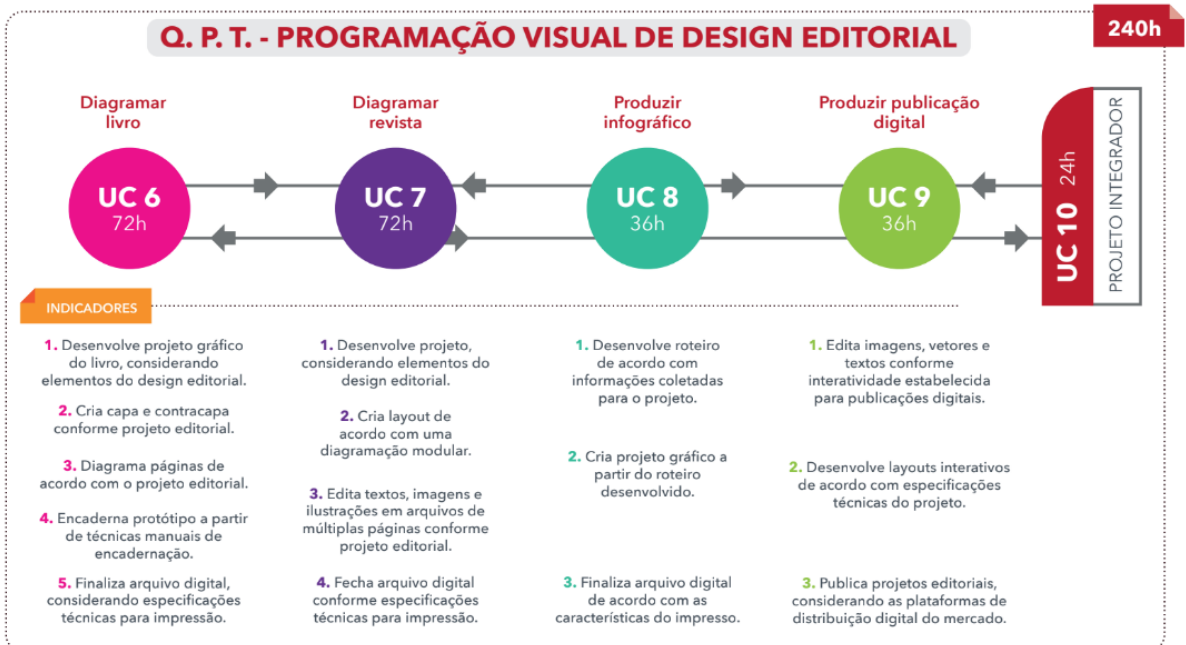 Q. P. T. - PROGRAMAÇÃO VISUAL DE DESIGN EDITORIAL
240h
Diagramar
livro
UC 6
72h
Diagramar
revista
UC 7
72h
Produzir
infográfico
UC 8
36h
Produzir publicação
digital
UC 9
36h
UC 10 24h
PROJETO INTEGRADOR
INDICADORES
1. Desenvolve projeto gráfico
do livro, considerando
elementos do design editorial.
2. Cria capa e contracapa
conforme projeto editorial.
3. Diagrama páginas de
acordo com o projeto editorial.
4. Encaderna protótipo a partir
de técnicas manuais de
encadernação.
5. Finaliza arquivo digital,
considerando especificações
técnicas para impressão.
1. Desenvolve projeto,
considerando elementos do
design editorial.
2. Cria layout de
acordo com uma
diagramação modular.
3. Edita textos, imagens e
ilustrações em arquivos de
múltiplas páginas conforme
projeto editorial.
4. Fecha arquivo digital
conforme especificações
técnicas para impressão.
1. Desenvolve roteiro
de acordo com
informações coletadas
para o projeto.
2. Cria projeto gráfico a
partir do roteiro
desenvolvido.
3. Finaliza arquivo digital
de acordo com as
características do impresso.
1. Edita imagens, vetores e
textos conforme
interatividade estabelecida
para publicações digitais.
2. Desenvolve layouts interativos
de acordo com especificações
técnicas do projeto.
3. Publica projetos editoriais,
considerando as plataformas de
distribuição digital do mercado.